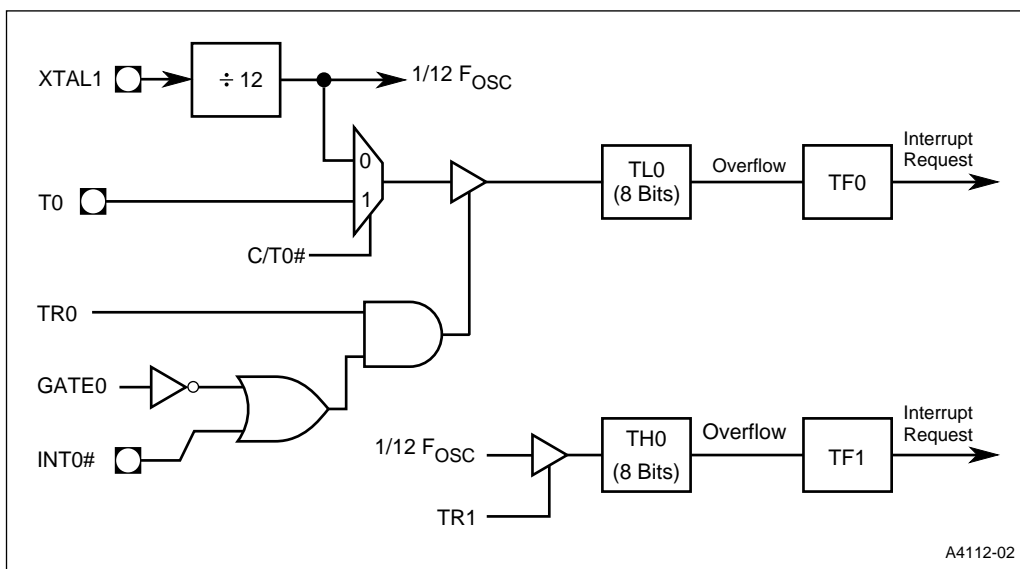 XTAL1
÷ 12
1/12 FOSC
T0
0
1
C/T0#
TL0
(8 Bits)
Overflow
TF0
Interrupt
Request
TR0
GATE0
INT0#
1/12 FOSC
TR1
TH0
(8 Bits)
Overflow
TF1
Interrupt
Request
A4112-02